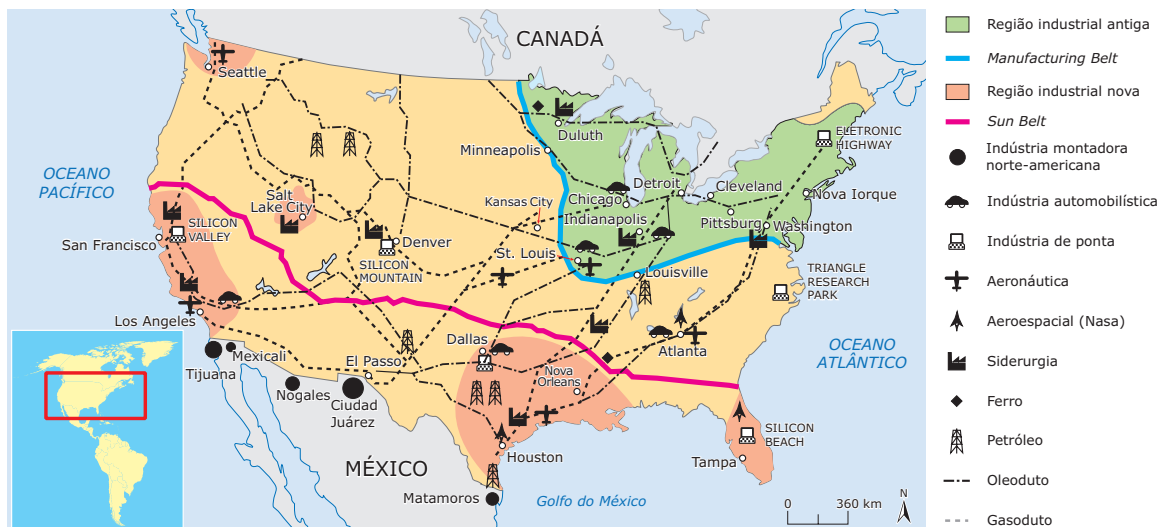 CANADÁ
Seattle
OCEANO
PACÍFICO
Duluth
Minneapolis
ELETRONIC
HIGHWAY
Detroit
Cleveland
Nova Iorque
Chicago
Kansas City
Indianapolis
Pittsburg
Washington
Salt
Lake City
SILICON
VALLEY
San Francisco
Denver
SILICON
MOUNTAIN
St. Louis
Louisville
TRIANGLE
RESEARCH
PARK
Los Angeles
Dallas
Atlanta
OCEANO
ATLÂNTICO
Mexicali
Tijuana
El Passo
Nova
Orleans
Nogales
Ciudad
Juárez
SILICON
BEACH
Houston
Tampa
MÉXICO
Matamoros
Golfo do México
0 360 km
N
Região industrial antiga
Manufacturing Belt
Região industrial nova
Sun Belt
Indústria montadora
norte-americana
Indústria automobilística
Indústria de ponta
Aeronáutica
Aeroespacial (Nasa)
Siderurgia
Ferro
Petróleo
Oleoduto
Gasoduto